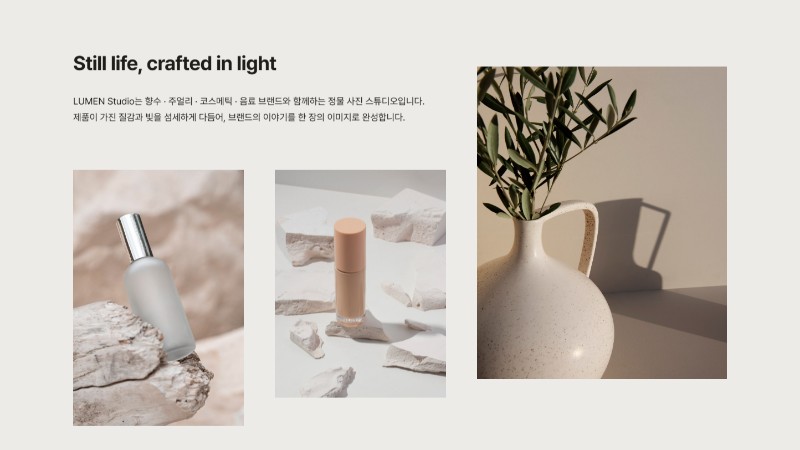 Still life, crafted in light
LUMEN Studio는 향수 · 주얼리 · 코스메틱 · 음료 브랜드와 함께하는 정물 사진 스튜디오입니다.
제품이 가진 질감과 빛을 섬세하게 다듬어, 브랜드의 이야기를 한 장의 이미지로 완성합니다.